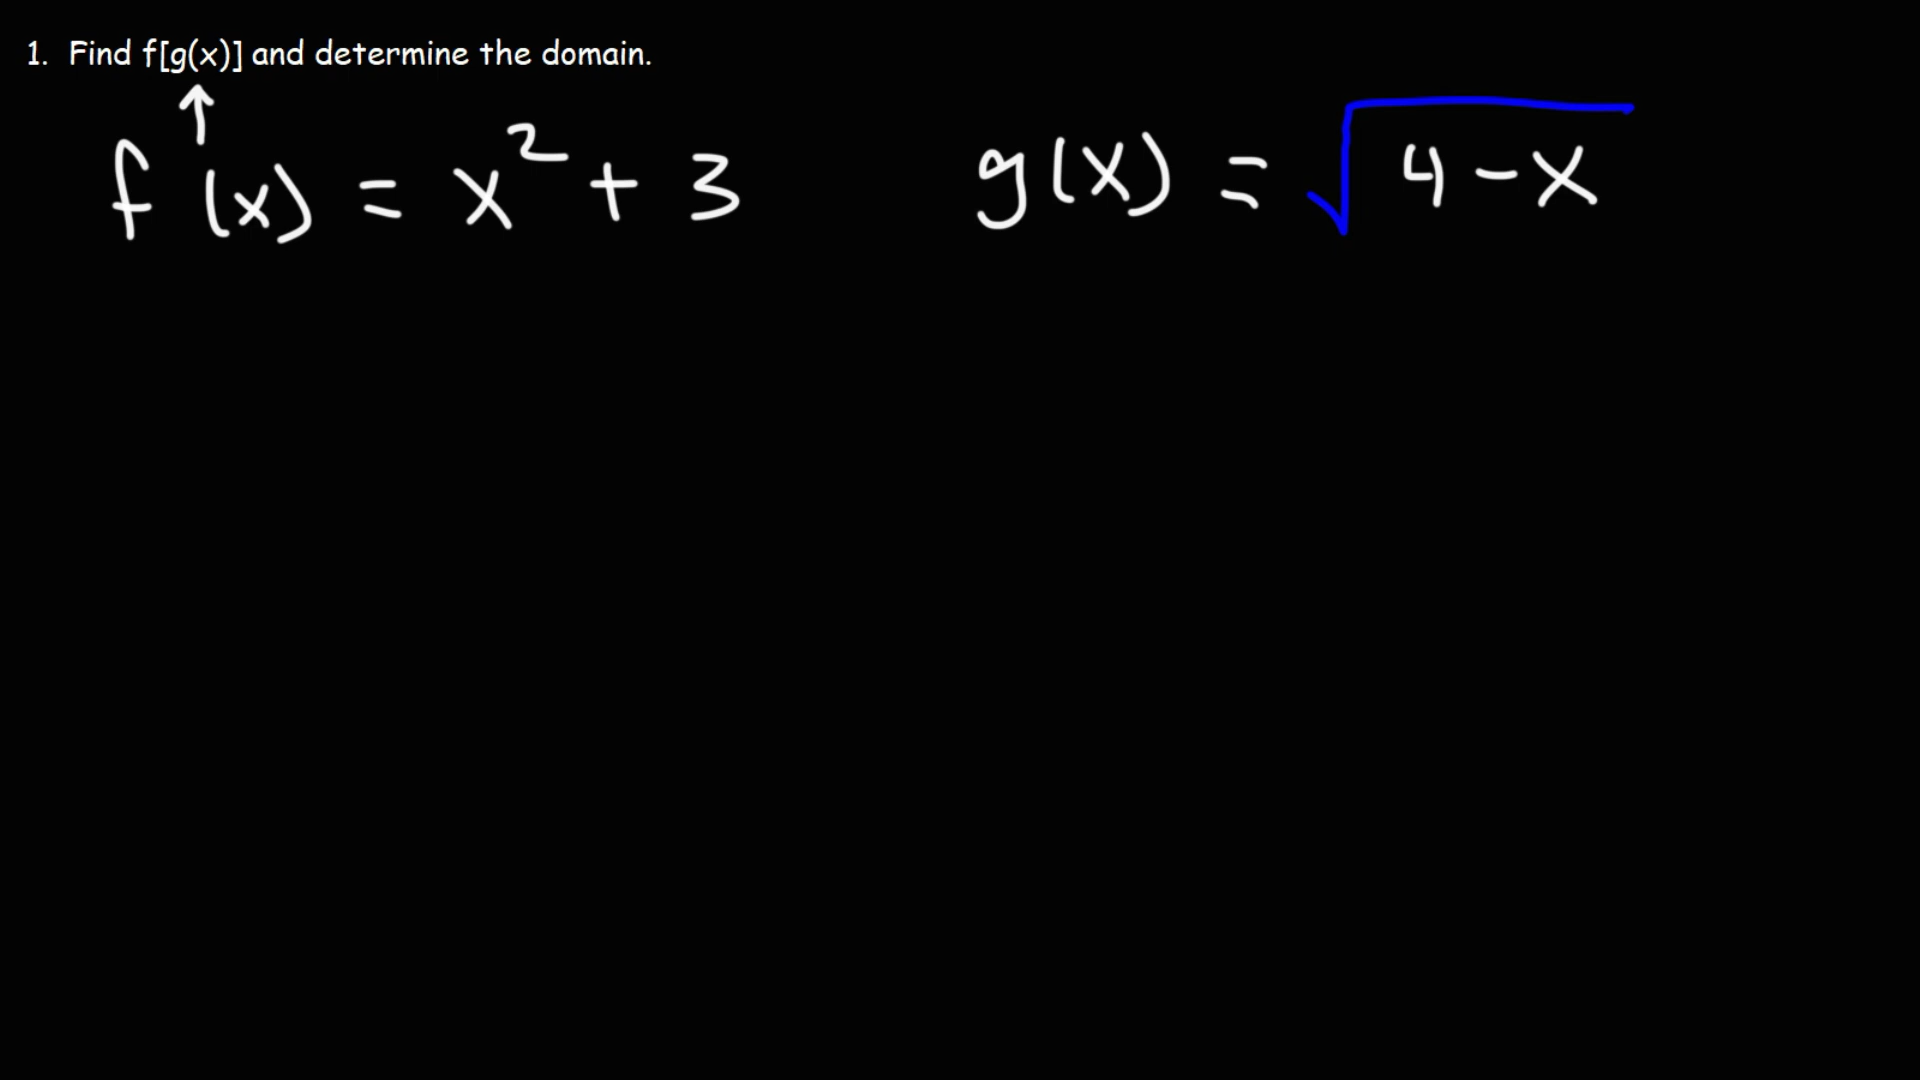 1. Find f[g(x)] and determine the domain.
f(x) = x² + 3 g(x) = √(4-x)